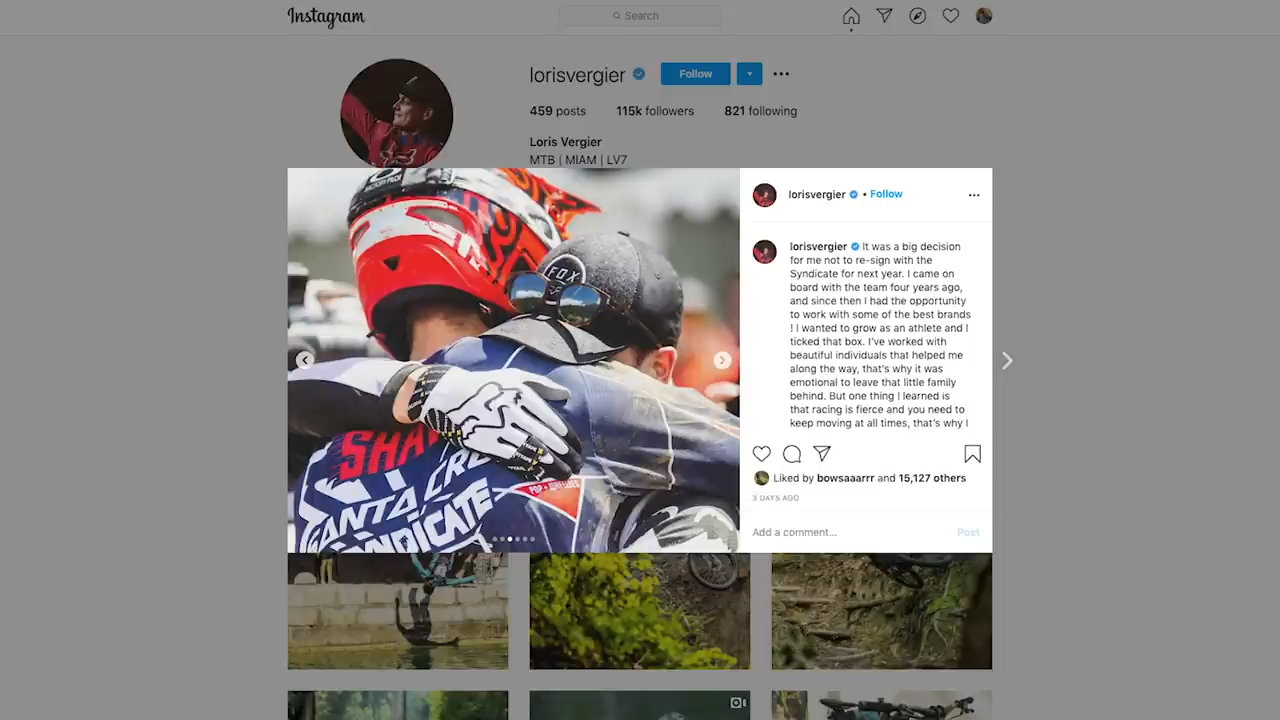 Instagram
Search
lorisvergier
Follow
459 posts 115k followers 821 following
Loris Vergier
MTB | MIAM | LV7
lorisvergier • Follow
lorisvergier It was a big decision
for me not to re-sign with the
Syndicate for next year. I came on
board with the team four years ago,
and since then I had the opportunity
to work with some of the best brands
! I wanted to grow as an athlete and I
ticked that box. I've worked with
beautiful individuals that helped me
along the way, that's why it was
emotional to leave that little family
behind. But one thing I learned is
that racing is fierce and you need to
keep moving at all times, that's why I
Liked by bowsaaarrr and 15,127 others
3 DAYS AGO
Add a comment...
Post
FOX
SHA
SANTA CRU
SYNDICATE